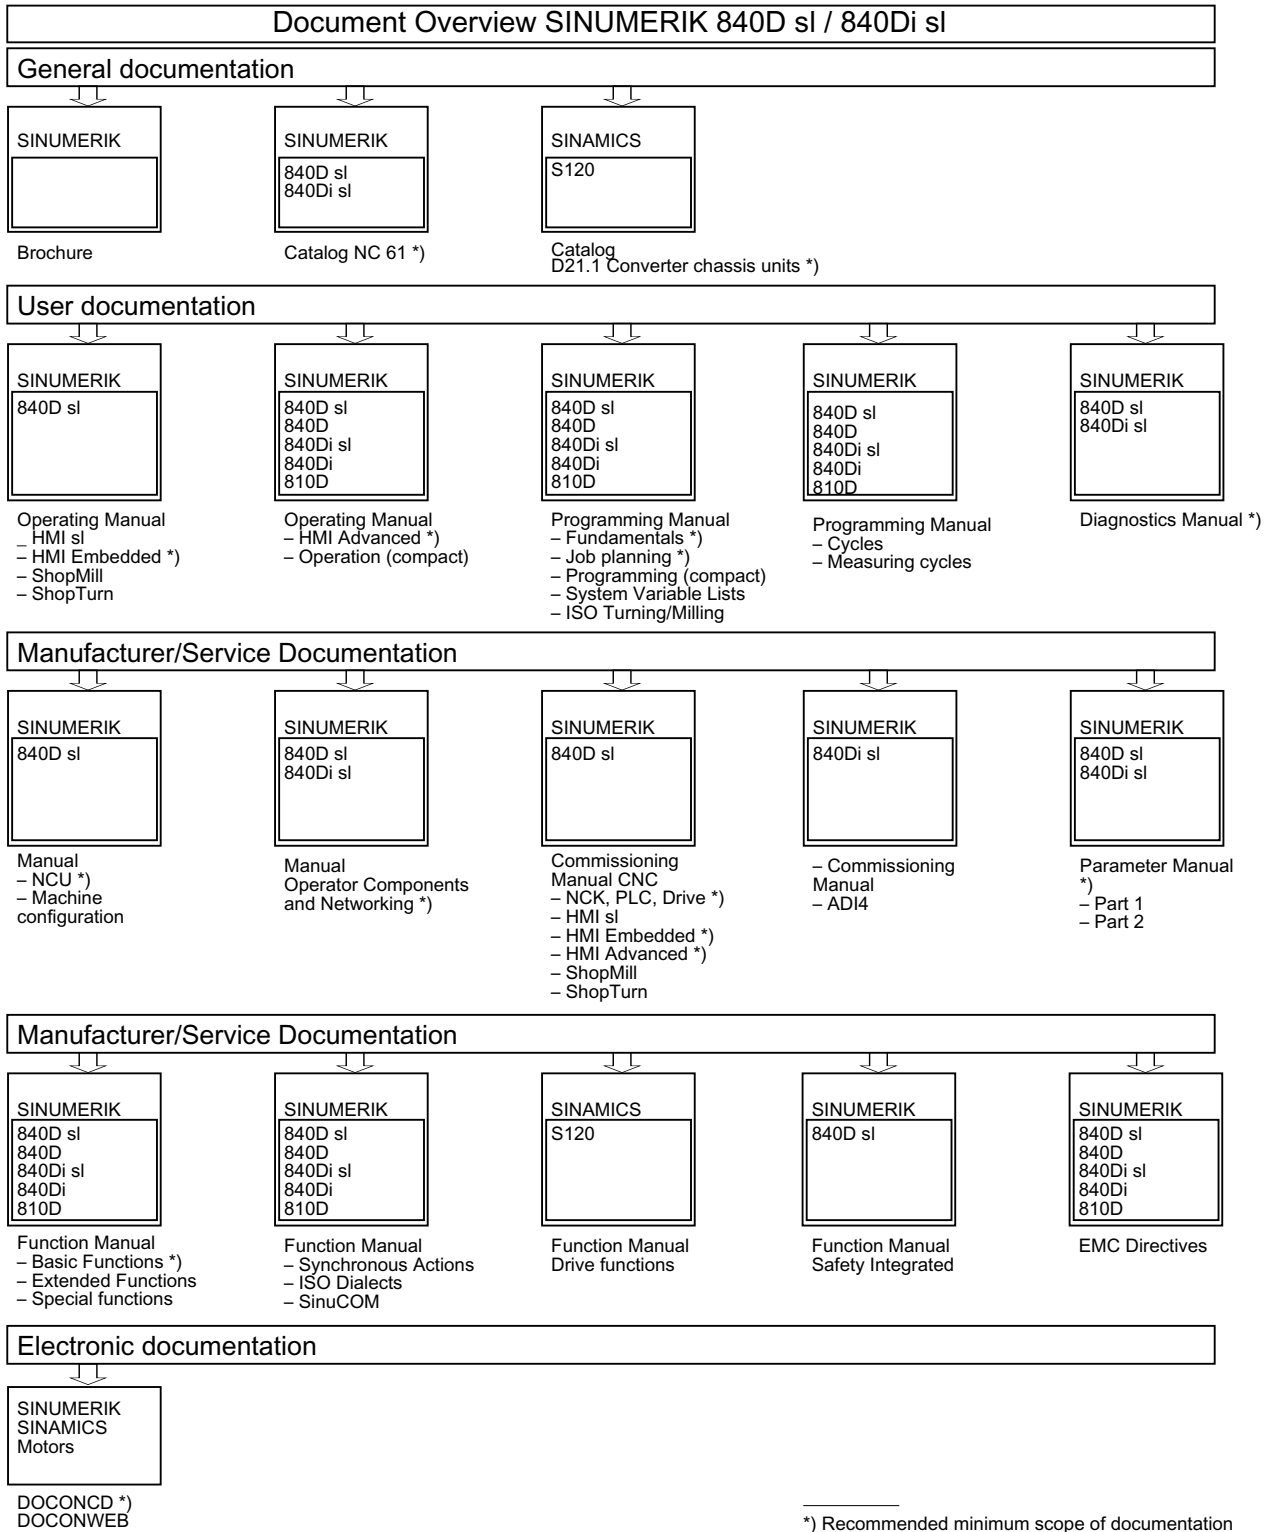 Document Overview SINUMERIK 840D sl / 840Di sl
General documentation
SINUMERIK
Brochure
SINUMERIK
840D sl
840Di sl
Catalog NC 61 *)
SINAMICS
S120
Catalog
D21.1 Converter chassis units *)
User documentation
SINUMERIK
840D sl
Operating Manual
_ HMI sl
– HMI Embedded *)
– ShopMill
– ShopTurn
SINUMERIK
840D sl
840D
840Di sl
840Di
810D
Operating Manual
– HMI Advanced *)
– Operation (compact)
SINUMERIK
840D sl
840D
840Di sl
840Di
810D
Programming Manual
– Fundamentals *)
– Job planning *)
– Programming (compact)
– System Variable Lists
– ISO Turning/Milling
SINUMERIK
840D sl
840D
840Di sl
840Di
810D
Programming Manual
– Cycles
– Measuring cycles
SINUMERIK
840D sl
840Di sl
Diagnostics Manual *)
Manufacturer/Service Documentation
SINUMERIK
840D sl
Manual
– NCU *)
– Machine
configuration
SINUMERIK
840D sl
840Di sl
Manual
Operator Components
and Networking *)
SINUMERIK
840D sl
Commissioning
Manual CNC
– NCK, PLC, Drive *)
– HMI sl
– HMI Embedded *)
– HMI Advanced *)
– ShopMill
– ShopTurn
SINUMERIK
840Di sl
– Commissioning
Manual
– ADI4
SINUMERIK
840D sl
840Di sl
Parameter Manual
*)
– Part 1
– Part 2
Manufacturer/Service Documentation
SINUMERIK
840D sl
840D
840Di sl
840Di
810D
Function Manual
– Basic Functions *)
– Extended Functions
– Special functions
SINUMERIK
840D sl
840D
840Di sl
840Di
810D
Function Manual
– Synchronous Actions
– ISO Dialects
– SinuCOM
SINAMICS
S120
Function Manual
Drive functions
SINUMERIK
840D sl
Function Manual
Safety Integrated
SINUMERIK
840D sl
840D
840Di sl
840Di
810D
EMC Directives
Electronic documentation
SINUMERIK
SINAMICS
Motors
DOCONCD *)
DOCONWEB
*) Recommended minimum scope of documentation